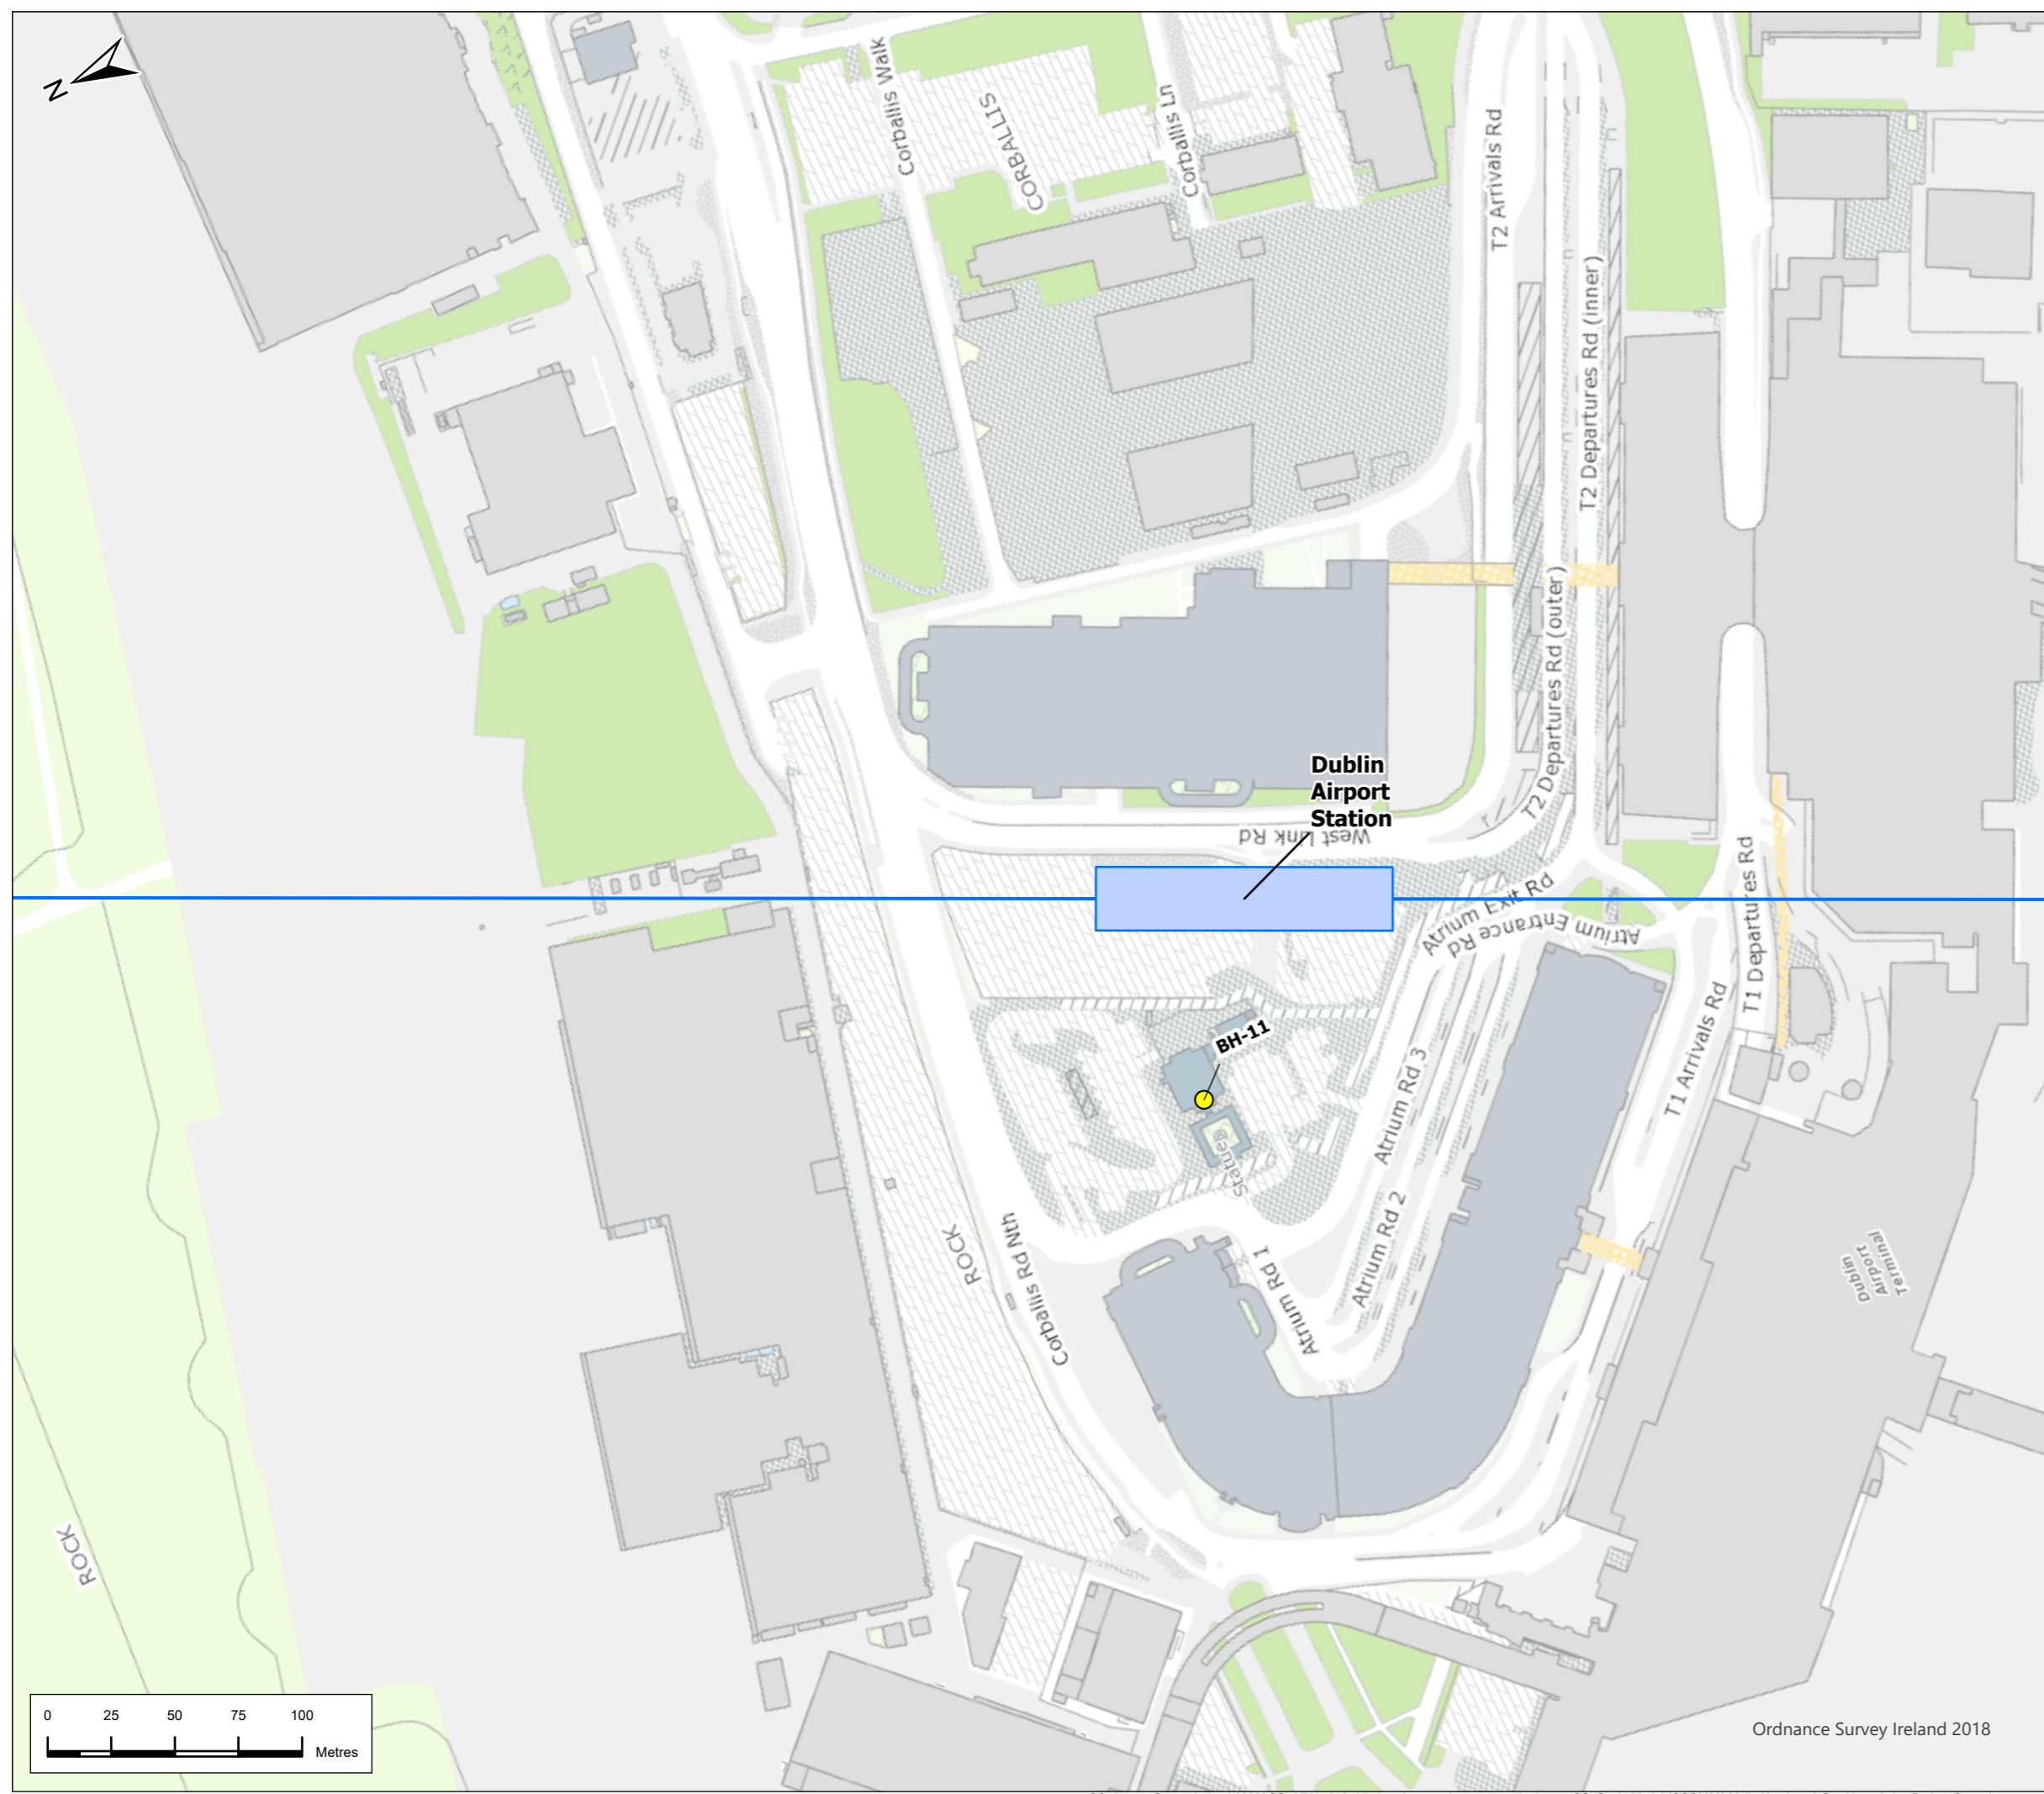 N
Corballis Walk
CORBALLIS
Corballis Ln
T2 Arrivals Rd
T2 Departures Rd (inner)
T2 Departures Rd (outer)
Dublin
Airport
Station
West Link Rd
Atrium Exit Rd
Atrium Entrance Rd
T1 Departures Rd
T1 Arrivals Rd
BH-11
Statue
Atrium Rd 3
Atrium Rd 2
Atrium Rd 1
ROCK
Corballis Rd Nth
Dublin
Airport
Terminal
ROCK
0 25 50 75 100
Metres
Ordnance Survey Ireland 2018